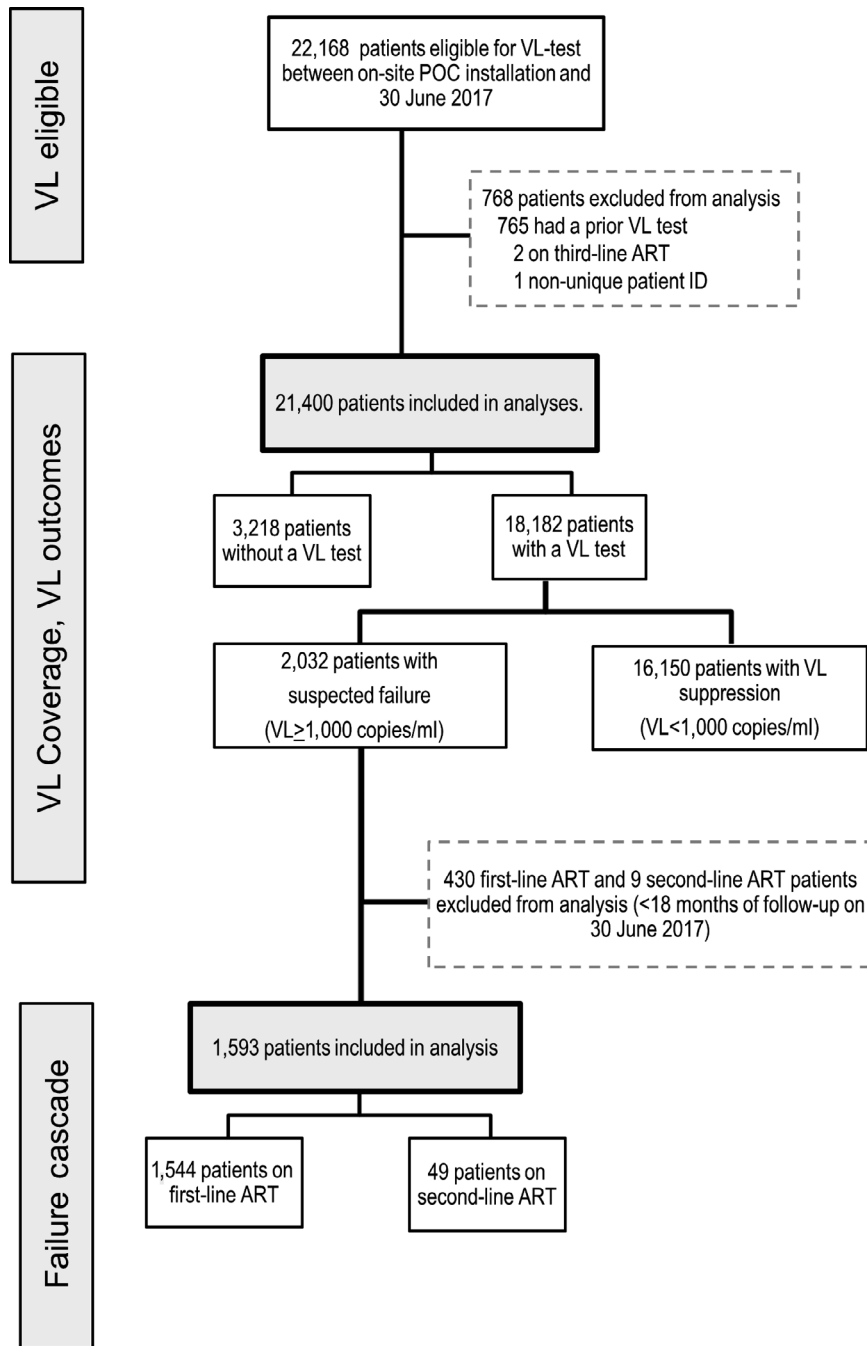 VL eligible
22,168 patients eligible for VL-test
between on-site POC installation and
30 June 2017
768 patients excluded from analysis
765 had a prior VL test
2 on third-line ART
1 non-unique patient ID
VL Coverage, VL outcomes
21,400 patients included in analyses.
3,218 patients
without a VL test
18,182 patients
with a VL test
2,032 patients with
suspected failure
(VL≥1,000 copies/ml)
16,150 patients with VL
suppression
(VL<1,000 copies/ml)
430 first-line ART and 9 second-line ART patients
excluded from analysis (<18 months of follow-up on
30 June 2017)
Failure cascade
1,593 patients included in analysis
1,544 patients on
first-line ART
49 patients on
second-line ART